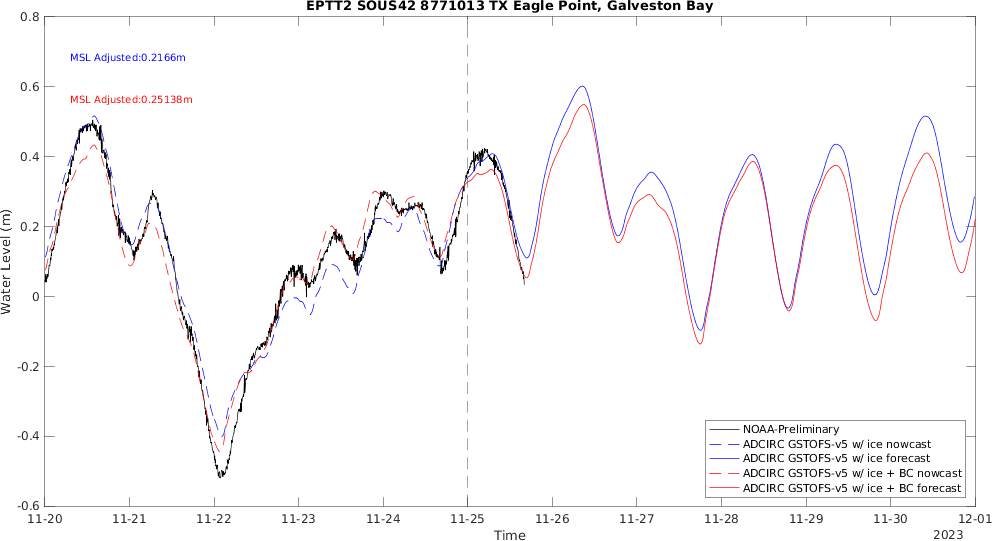 EPTT2 SOUS42 8771013 TX Eagle Point, Galveston Bay
MSL Adjusted:0.2166m
MSL Adjusted:0.25138m
Water Level (m)
0.8
0.6
0.4
0.2
0
-0.2
-0.4
-0.6
NOAA-Preliminary
ADCIRC GSTOFS-v5 w/ ice nowcast
ADCIRC GSTOFS-v5 w/ ice forecast
ADCIRC GSTOFS-v5 w/ ice + BC nowcast
ADCIRC GSTOFS-v5 w/ ice + BC forecast
11-20 11-21 11-22 11-23 11-24 11-25 11-26 11-27 11-28 11-29 11-30 12-01
Time
2023